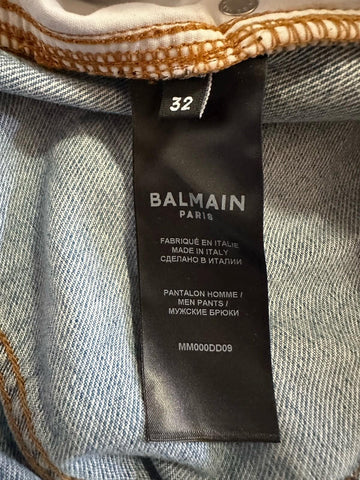 32
BALMAIN
PARIS
FABRIQUÉ EN ITALIE
MADE IN ITALY
СДЕЛАНО В ИТАЛИИ
PANTALON HOMME /
MEN PANTS /
МУЖСКИЕ БРЮКИ
MM000DD09